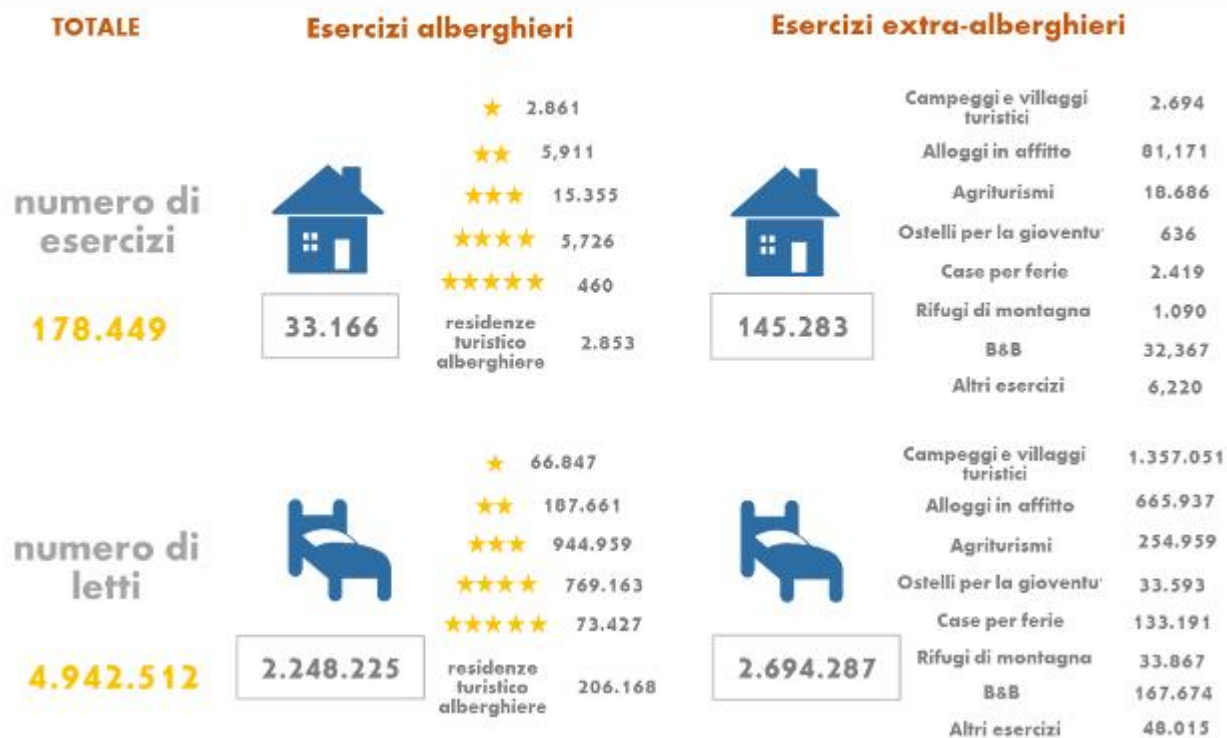 TOTALE
Esercizi alberghieri
Esercizi extra-alberghieri
numero di
esercizi
178.449
33.166
2.861
5,911
15.355
5,726
460
residenze
turistico
alberghiere
2.853
145.283
Campeggi e villaggi
turistici
2.694
Alloggi in affitto
81,171
Agriturismi
18.686
Ostelli per la gioventu'
636
Case per ferie
2.419
Rifugi di montagna
1.090
B&B
32,367
Altri esercizi
6,220
numero di
letti
4.942.512
2.248.225
66.847
187.661
944.959
769.163
73.427
residenze
turistico
alberghiere
206.168
2.694.287
Campeggi e villaggi
turistici
1.357.051
Alloggi in affitto
665.937
Agriturismi
254.959
Ostelli per la gioventu'
33.593
Case per ferie
133.191
Rifugi di montagna
33.867
B&B
167.674
Altri esercizi
48.015